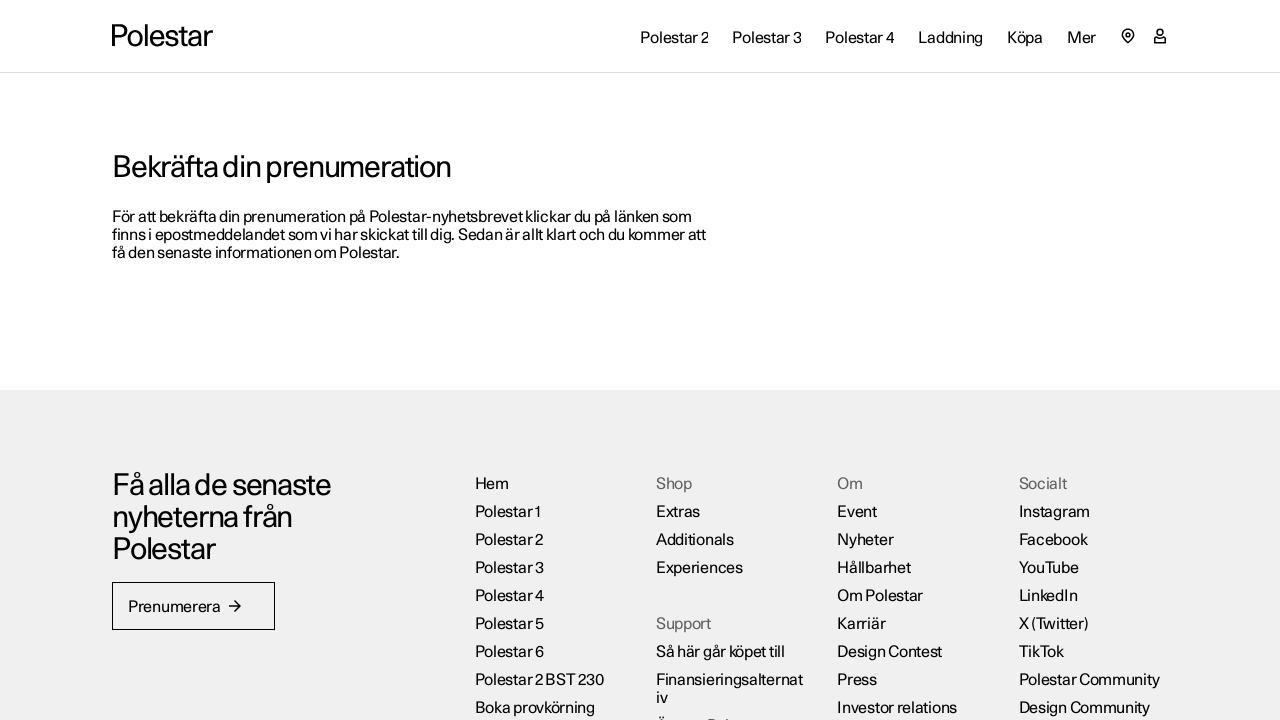 Polestar
Polestar 2
Polestar 3
Polestar 4
Laddning
Köpa
Mer
Bekräfta din prenumeration
För att bekräfta din prenumeration på Polestar-nyhetsbrevet klickar du på länken som
finns i epostmeddelandet som vi har skickat till dig. Sedan är allt klart och du kommer att
få den senaste informationen om Polestar.
Få alla de senaste
nyheterna från
Polestar
Prenumerera
Hem
Polestar 1
Polestar 2
Polestar 3
Polestar 4
Polestar 5
Polestar 6
Polestar 2 BST 230
Boka provkörning
Shop
Extras
Additionals
Experiences
Support
Så här går köpet till
Finansieringsalternat
iv
Om
Event
Nyheter
Hållbarhet
Om Polestar
Karriär
Design Contest
Press
Investor relations
Socialt
Instagram
Facebook
YouTube
LinkedIn
X (Twitter)
TikTok
Polestar Community
Design Community